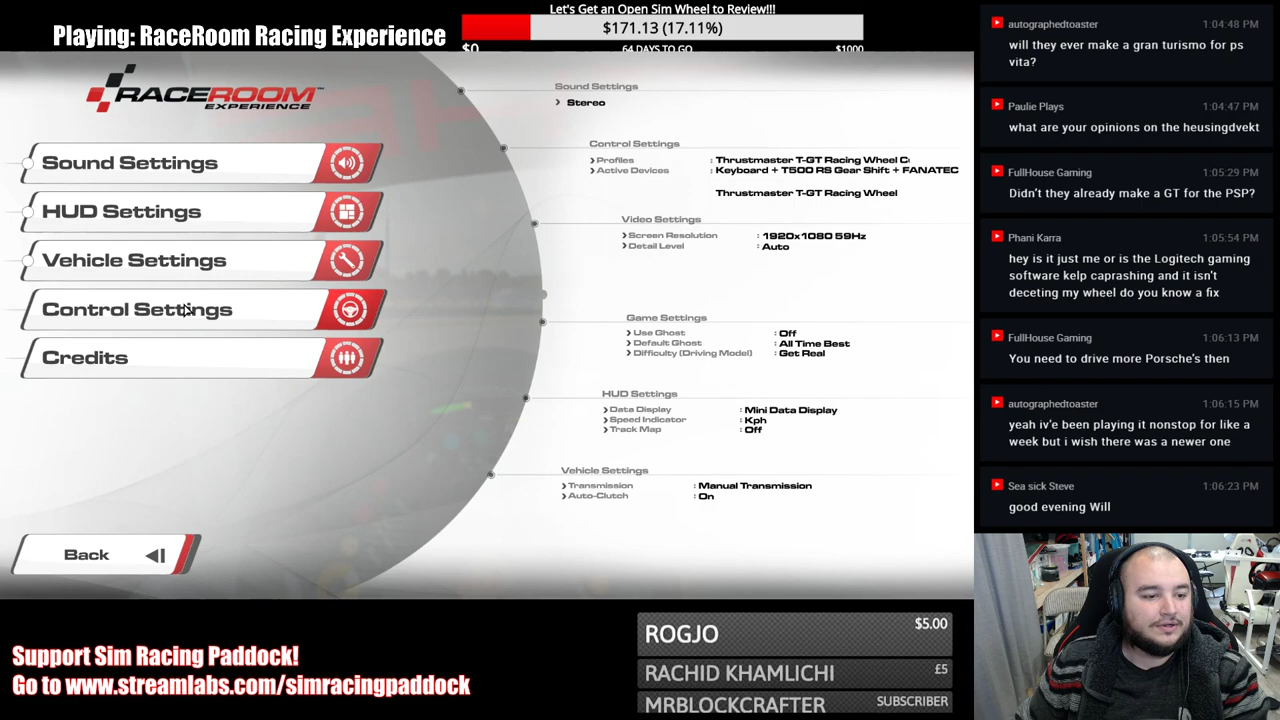 Playing: RaceRoom Racing Experience
Let's Get an Open Sim Wheel to Review!!!
$171.13 (17.11%)
$0
64 DAYS TO GO
$1000
RACEROOM™
EXPERIENCE
Sound Settings
HUD Settings
Vehicle Settings
Control Settings
Credits
Back
Sound Settings
Stereo
Control Settings
Profiles : Thrustmaster T-GT Racing Wheel
Active Devices : Keyboard + T500 RS Gear Shift + FANATEC
Thrustmaster T-GT Racing Wheel
Video Settings
Screen Resolution : 1920x1080 59Hz
Detail Level : Auto
Game Settings
Use Ghost : Off
Default Ghost : All Time Best
Difficulty (Driving Model) : Get Real
HUD Settings
Data Display : Mini Data Display
Speed Indicator : Kph
Track Map : Off
Vehicle Settings
Transmission : Manual Transmission
Auto-Clutch : On
autographedtoaster 1:04:48 PM
will they ever make a gran turismo for ps
vita?
Paulie Plays 1:04:47 PM
what are your opinions on the heusingdvekt
FullHouse Gaming 1:05:29 PM
Didn't they already make a GT for the PSP?
Phani Karra 1:05:54 PM
hey is it just me or is the Logitech gaming
software kelp caprashing and it isn't
deceting my wheel do you know a fix
FullHouse Gaming 1:06:13 PM
You need to drive more Porsche's then
autographedtoaster 1:06:15 PM
yeah iv'e been playing it nonstop for like a
week but i wish there was a newer one
Sea sick Steve 1:06:23 PM
good evening Will
Support Sim Racing Paddock!
Go to www.streamlabs.com/simracingpaddock
ROGJO $5.00
RACHID KHAMLICHI £5
MRBLOCKCRAFTER SUBSCRIBER